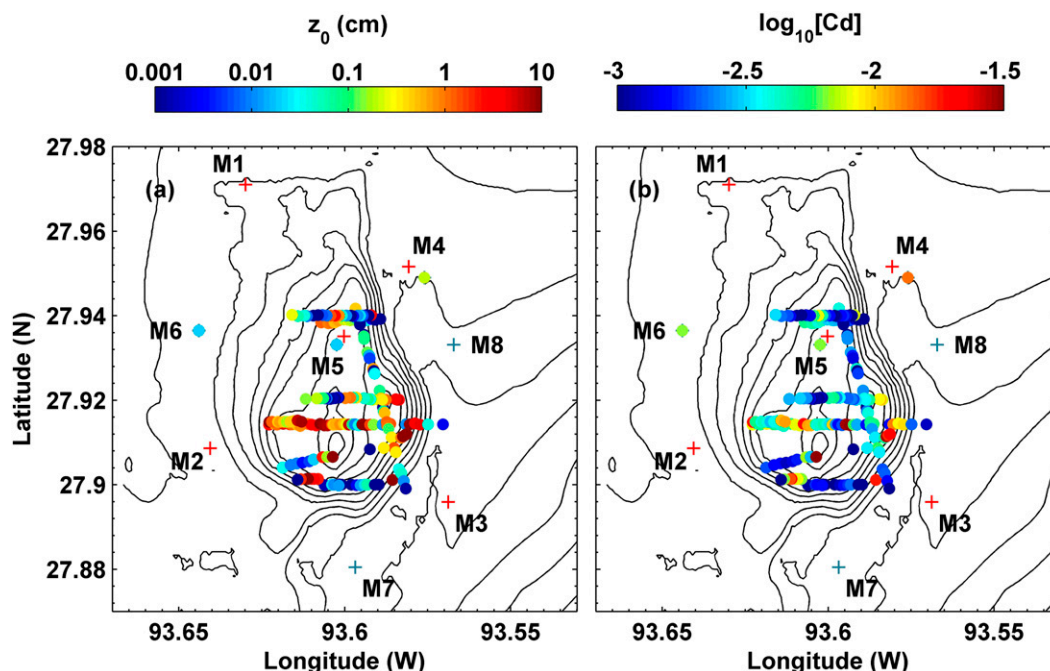 z0 (cm)
0.001 0.01 0.1 1 10
log10[Cd]
-3 -2.5 -2 -1.5
Latitude (N)
27.98
27.96
27.94
27.92
27.9
27.88
(a)
M1
M4
M6
M5
M8
M2
M3
M7
93.65 93.6 93.55
Longitude (W)
(b)
M1
M4
M6
M5
M8
M2
M3
M7
93.65 93.6 93.55
Longitude (W)